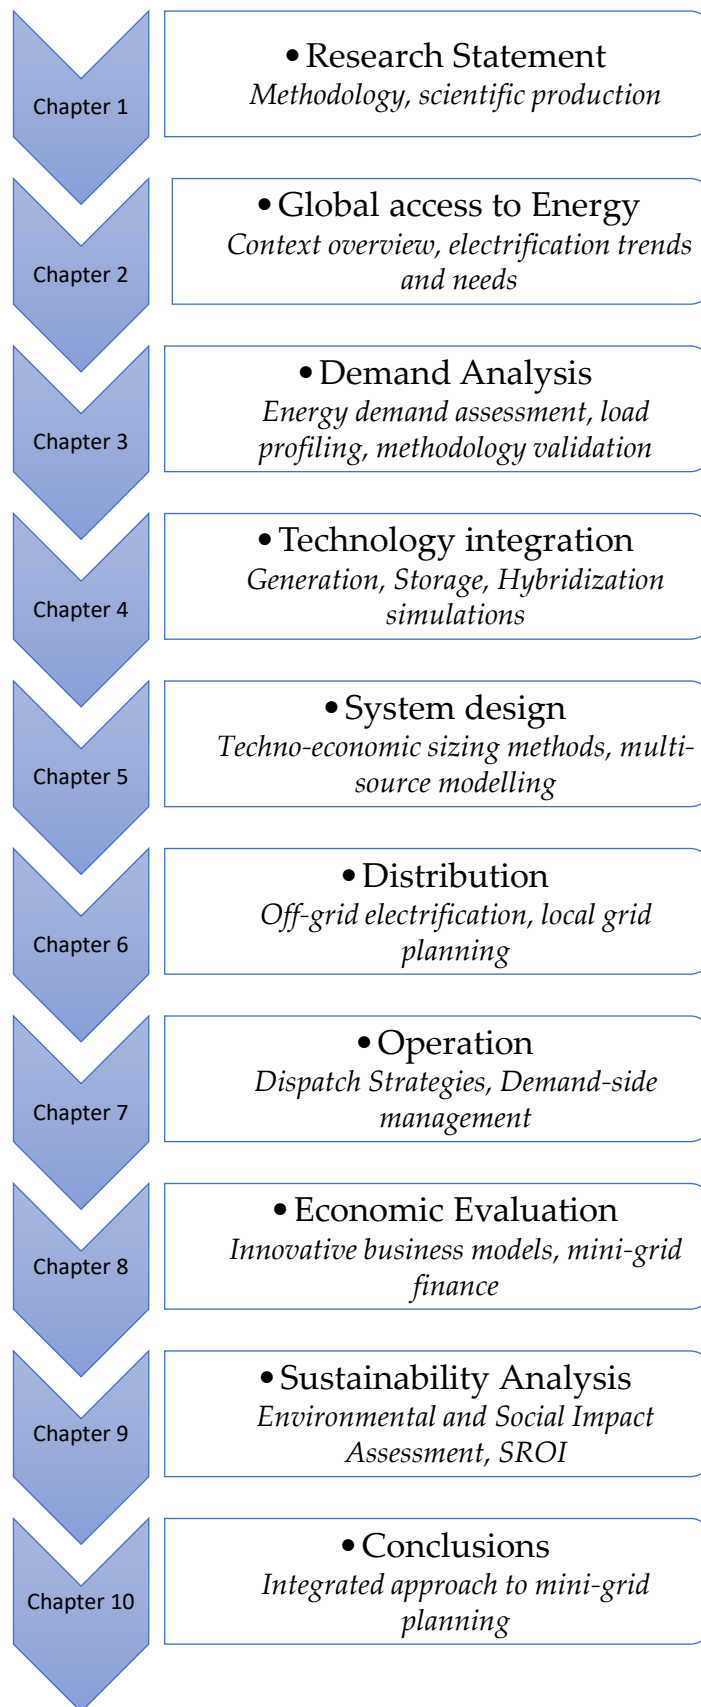 Chapter 1
•Research Statement
Methodology, scientific production
Chapter 2
•Global access to Energy
Context overview, electrification trends
and needs
Chapter 3
•Demand Analysis
Energy demand assessment, load
profiling, methodology validation
Chapter 4
•Technology integration
Generation, Storage, Hybridization
simulations
Chapter 5
•System design
Techno-economic sizing methods, multi-
source modelling
Chapter 6
•Distribution
Off-grid electrification, local grid
planning
Chapter 7
•Operation
Dispatch Strategies, Demand-side
management
Chapter 8
•Economic Evaluation
Innovative business models, mini-grid
finance
Chapter 9
•Sustainability Analysis
Environmental and Social Impact
Assessment, SROI
Chapter 10
•Conclusions
Integrated approach to mini-grid
planning